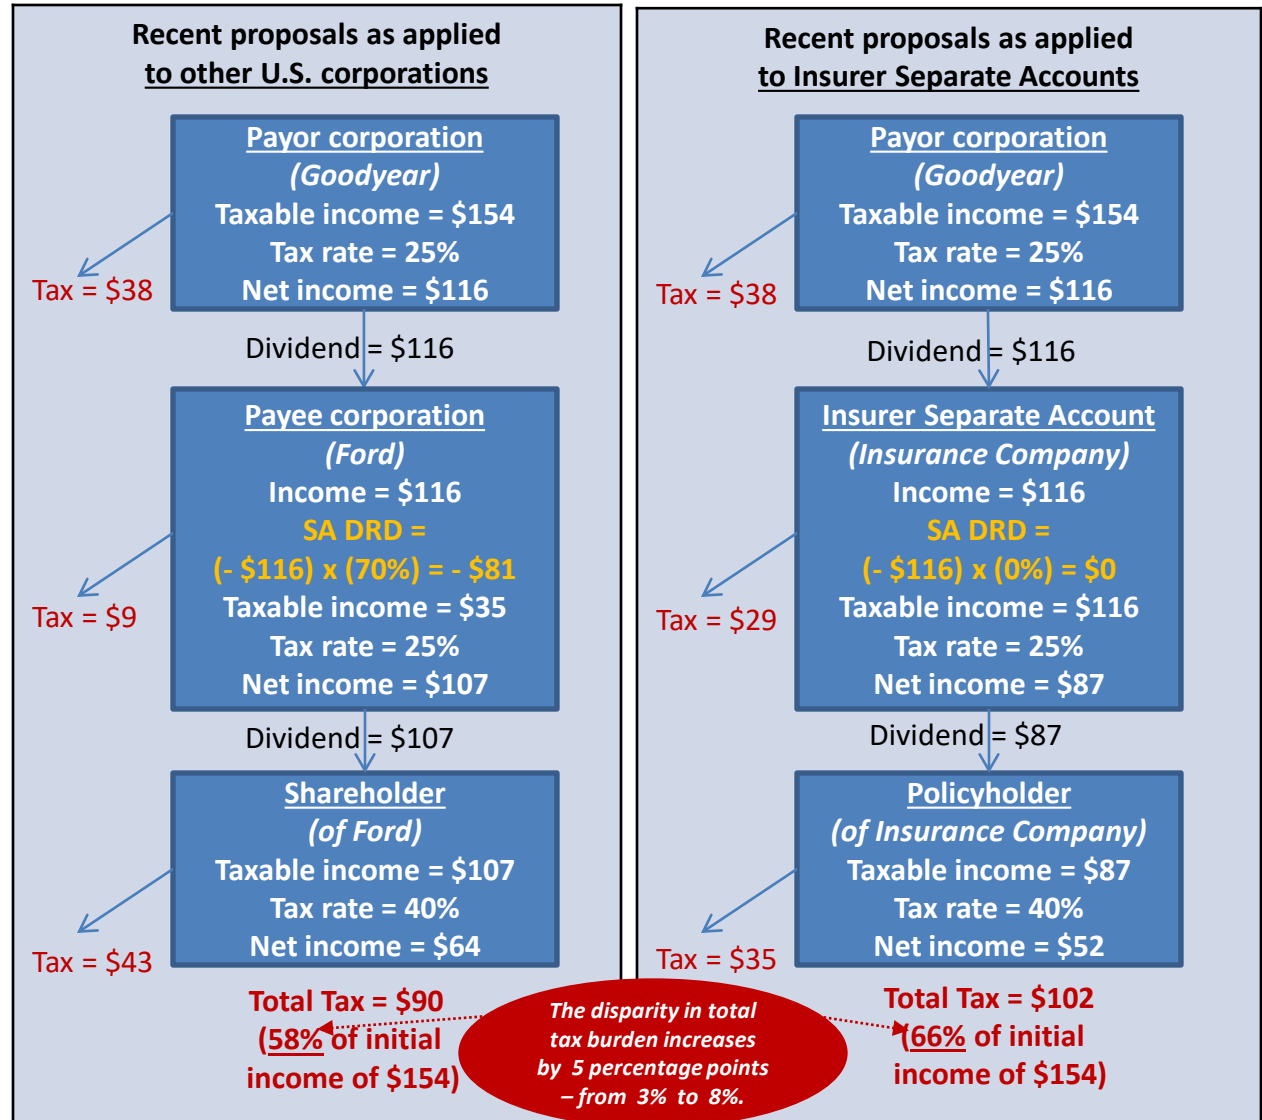 Recent proposals as applied
to other U.S. corporations
Payor corporation
(Goodyear)
Taxable income = $154
Tax rate = 25%
Net income = $116
Tax = $38
Dividend = $116
Payee corporation
(Ford)
Income = $116
SA DRD =
(- $116) x (70%) = - $81
Taxable income = $35
Tax rate = 25%
Net income = $107
Tax = $9
Dividend = $107
Shareholder
(of Ford)
Taxable income = $107
Tax rate = 40%
Net income = $64
Tax = $43
Total Tax = $90
(58% of initial
income of $154)
Recent proposals as applied
to Insurer Separate Accounts
Payor corporation
(Goodyear)
Taxable income = $154
Tax rate = 25%
Net income = $116
Tax = $38
Dividend = $116
Insurer Separate Account
(Insurance Company)
Income = $116
SA DRD =
(- $116) x (0%) = $0
Taxable income = $116
Tax rate = 25%
Net income = $87
Tax = $29
Dividend = $87
Policyholder
(of Insurance Company)
Taxable income = $87
Tax rate = 40%
Net income = $52
Tax = $35
Total Tax = $102
(66% of initial
income of $154)
The disparity in total
tax burden increases
by 5 percentage points
– from 3% to 8%.